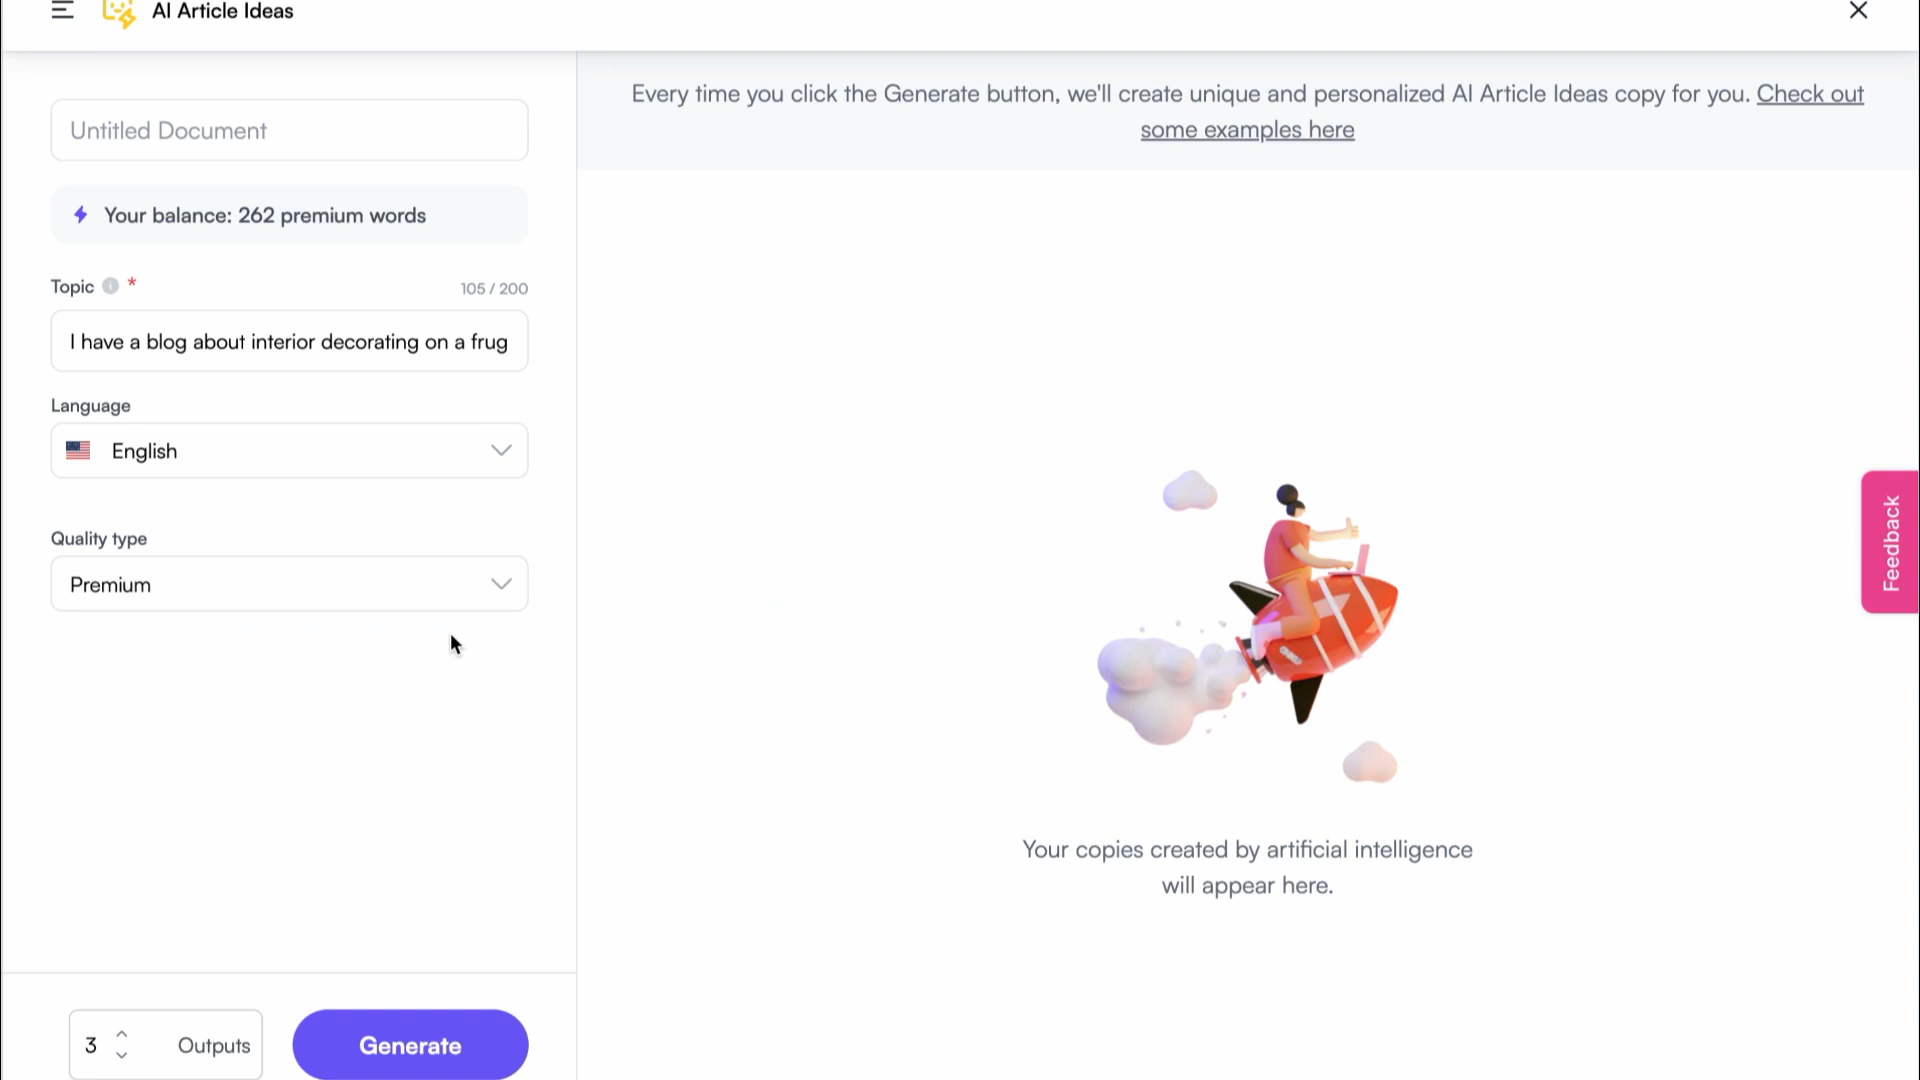 AI Article Ideas
Untitled Document
Your balance: 262 premium words
Topic i * 105 / 200
I have a blog about interior decorating on a frug
Language
English
Quality type
Premium
3 Outputs
Generate
Every time you click the Generate button, we'll create unique and personalized AI Article Ideas copy for you. Check out
some examples here
Your copies created by artificial intelligence
will appear here.
Feedback